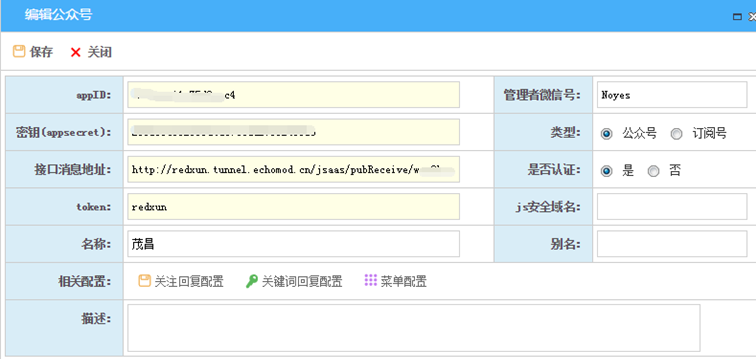 编辑公众号
保存 关闭
appID: c4 管理者微信号: Noyes
密钥(appsecret): 类型: 公众号 订阅号
接口消息地址: http://redxun.tunnel.echomod.cn/jsaas/pubReceive/w 是否认证: 是 否
token: redxun js安全域名:
名称: 茂昌 别名:
相关配置: 关注回复配置 关键词回复配置 菜单配置
描述: